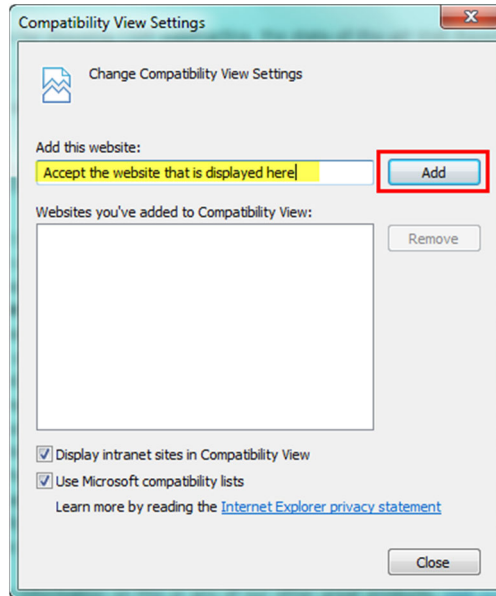 Compatibility View Settings
Change Compatibility View Settings
Add this website:
Accept the website that is displayed here
Add
Websites you've added to Compatibility View:
Remove
Display intranet sites in Compatibility View
Use Microsoft compatibility lists
Learn more by reading the Internet Explorer privacy statement
Close